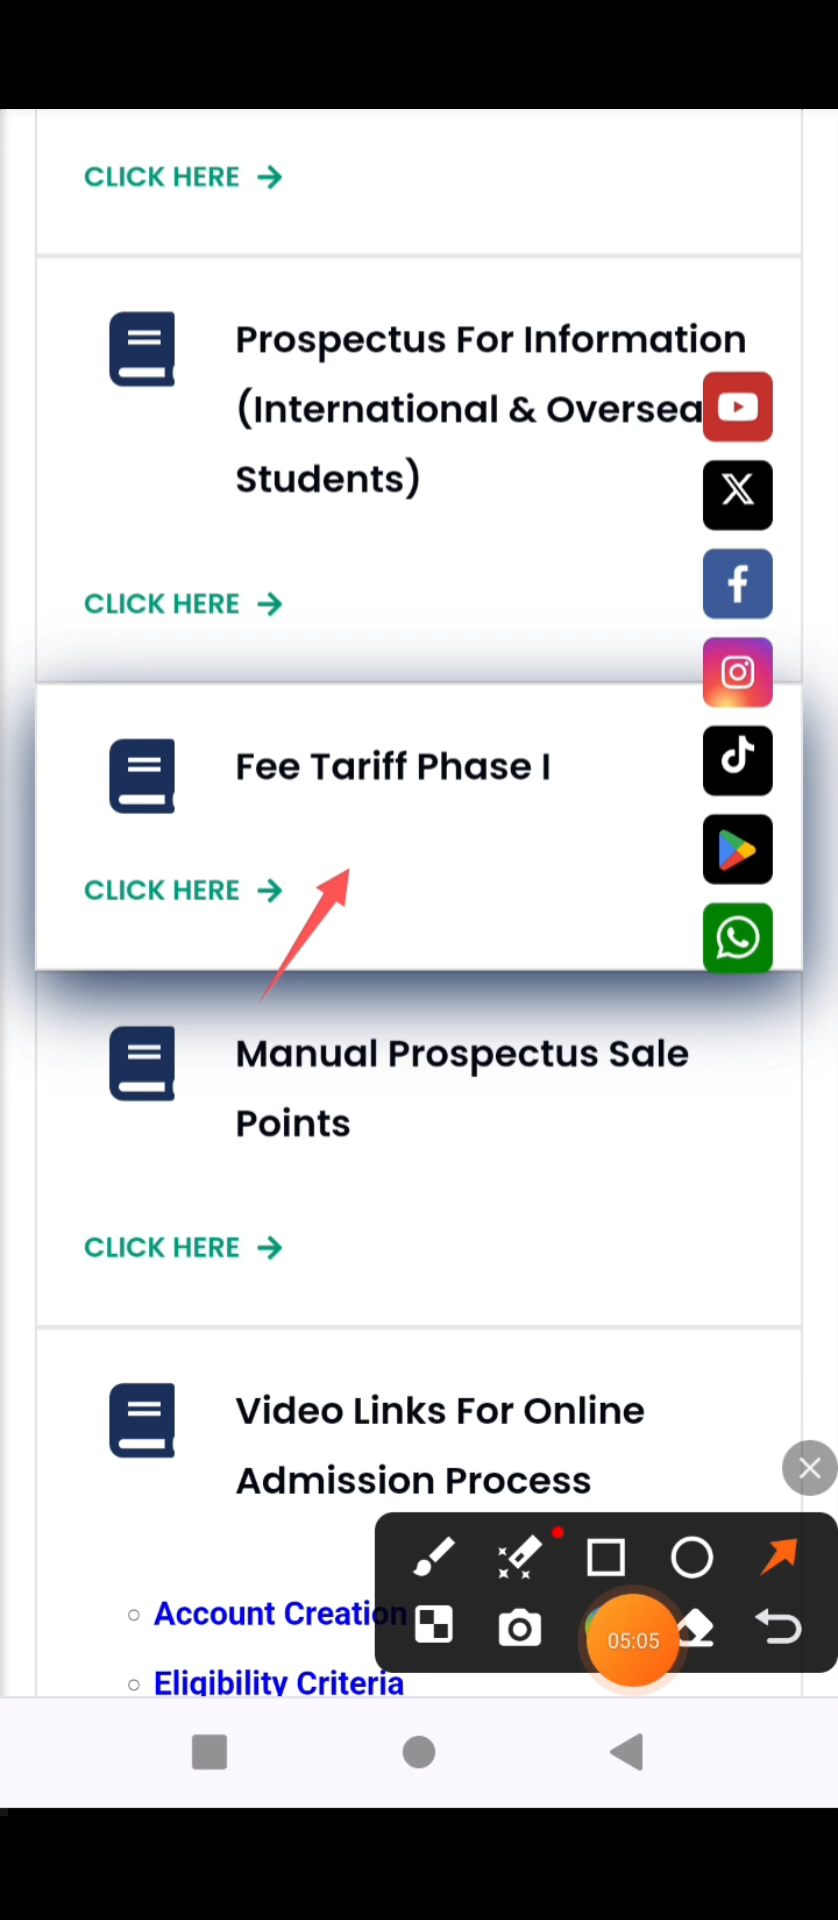 CLICK HERE →
Prospectus For Information
(International & Oversea
Students)
CLICK HERE →
Fee Tariff Phase I
CLICK HERE →
Manual Prospectus Sale
Points
CLICK HERE →
Video Links For Online
Admission Process
Account Creation
Eligibility Criteria
05:05